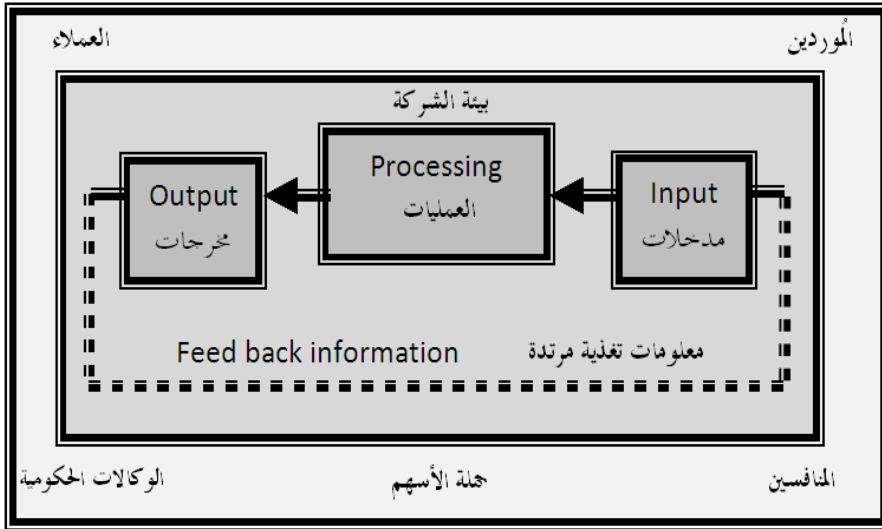 المُوردين
العملاء
بيئة الشركة
Input
مدخلات
Processing
العمليات
Output
مخرجات
معلومات تغذية مرتدة
Feed back information
المنافسين
حملة الأسهم
الوكالات الحكومية